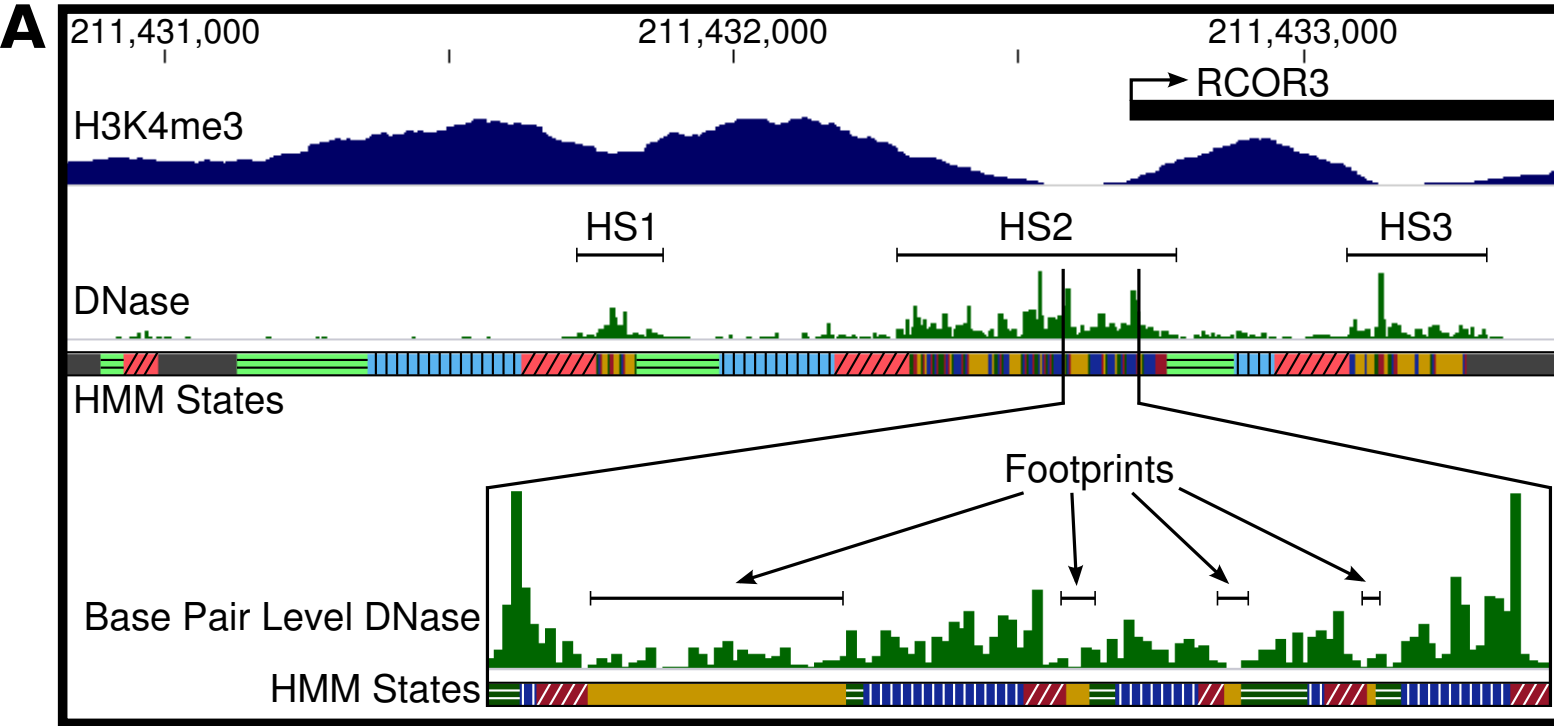 A
211,431,000 211,432,000 211,433,000
RCOR3
H3K4me3
HS1 HS2 HS3
DNase
HMM States
Footprints
Base Pair Level DNase
HMM States